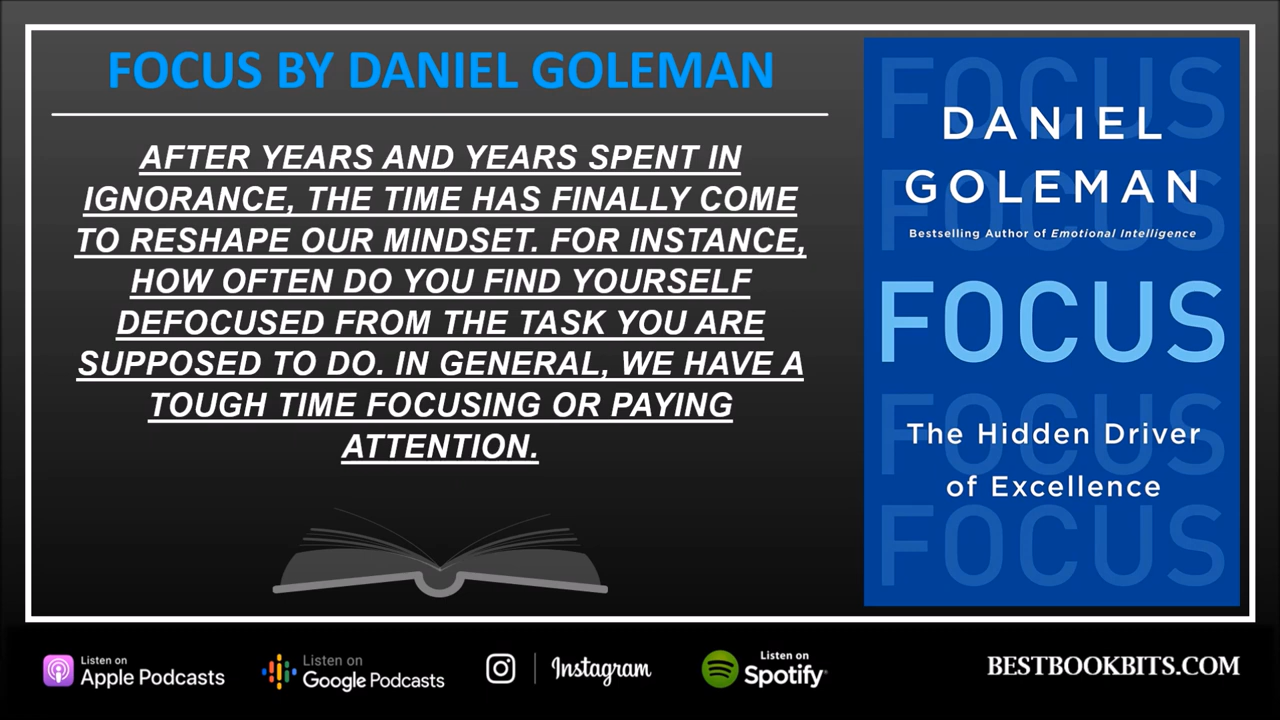 FOCUS BY DANIEL GOLEMAN
AFTER YEARS AND YEARS SPENT IN
IGNORANCE, THE TIME HAS FINALLY COME
TO RESHAPE OUR MINDSET. FOR INSTANCE,
HOW OFTEN DO YOU FIND YOURSELF
DEFOCUSED FROM THE TASK YOU ARE
SUPPOSED TO DO. IN GENERAL, WE HAVE A
TOUGH TIME FOCUSING OR PAYING
ATTENTION.
FOCUS
DANIEL
FOCUS
GOLEMAN
Bestselling Author of Emotional Intelligence
FOCUS
FOCUS
The Hidden Driver
of Excellence
FOCUS
Listen on
Apple Podcasts
Listen on
Google Podcasts
Instagram
Listen on
Spotify
BESTBOOKBITS.COM